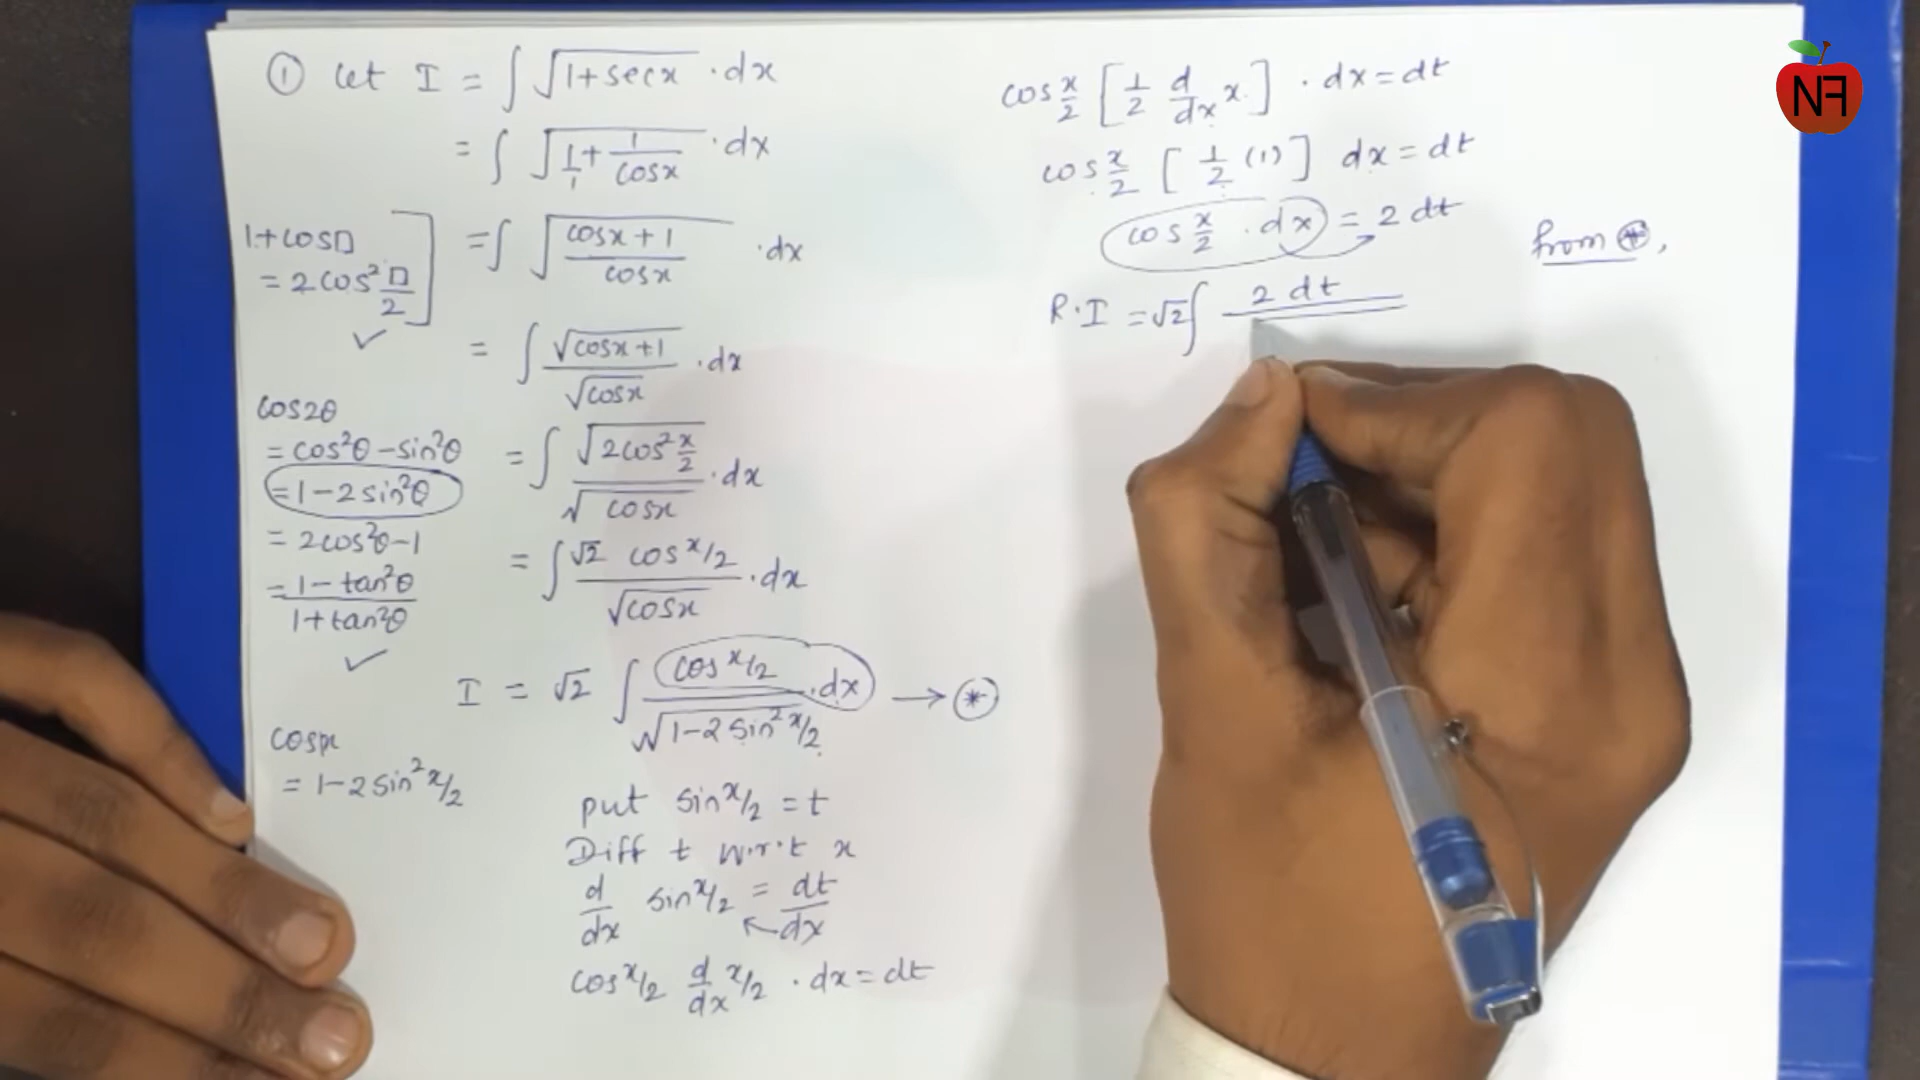 ① Let I = ∫ √1+secx · dx
= ∫ √1/1 + 1/cosx · dx
= ∫ √cosx+1/cosx · dx
= ∫ √cosx+1/√cosx · dx
= ∫ √2cos²x/2/√cosx · dx
= ∫ √2 cos x/2/√cosx · dx
I = √2 ∫ cos x/2 · dx/√1-2sin²x/2 → ⊛
put sin x/2 = t
Diff t w.r.t x
d/dx sin x/2 = dt/dx
cos x/2 d/dx x/2 · dx = dt
1+cos□
= 2cos²□/2
✓
cos2θ
= cos²θ - sin²θ
= 1-2sin²θ
= 2cos²θ-1
= 1-tan²θ/1+tan²θ
✓
cosx
= 1-2sin²x/2
cos x/2 [1/2 d/dx x] · dx = dt
cos x/2 [1/2 (1)] dx = dt
cos x/2 · dx = 2 dt
from ⊛,
R.I = √2 ∫ 2 dt
NF